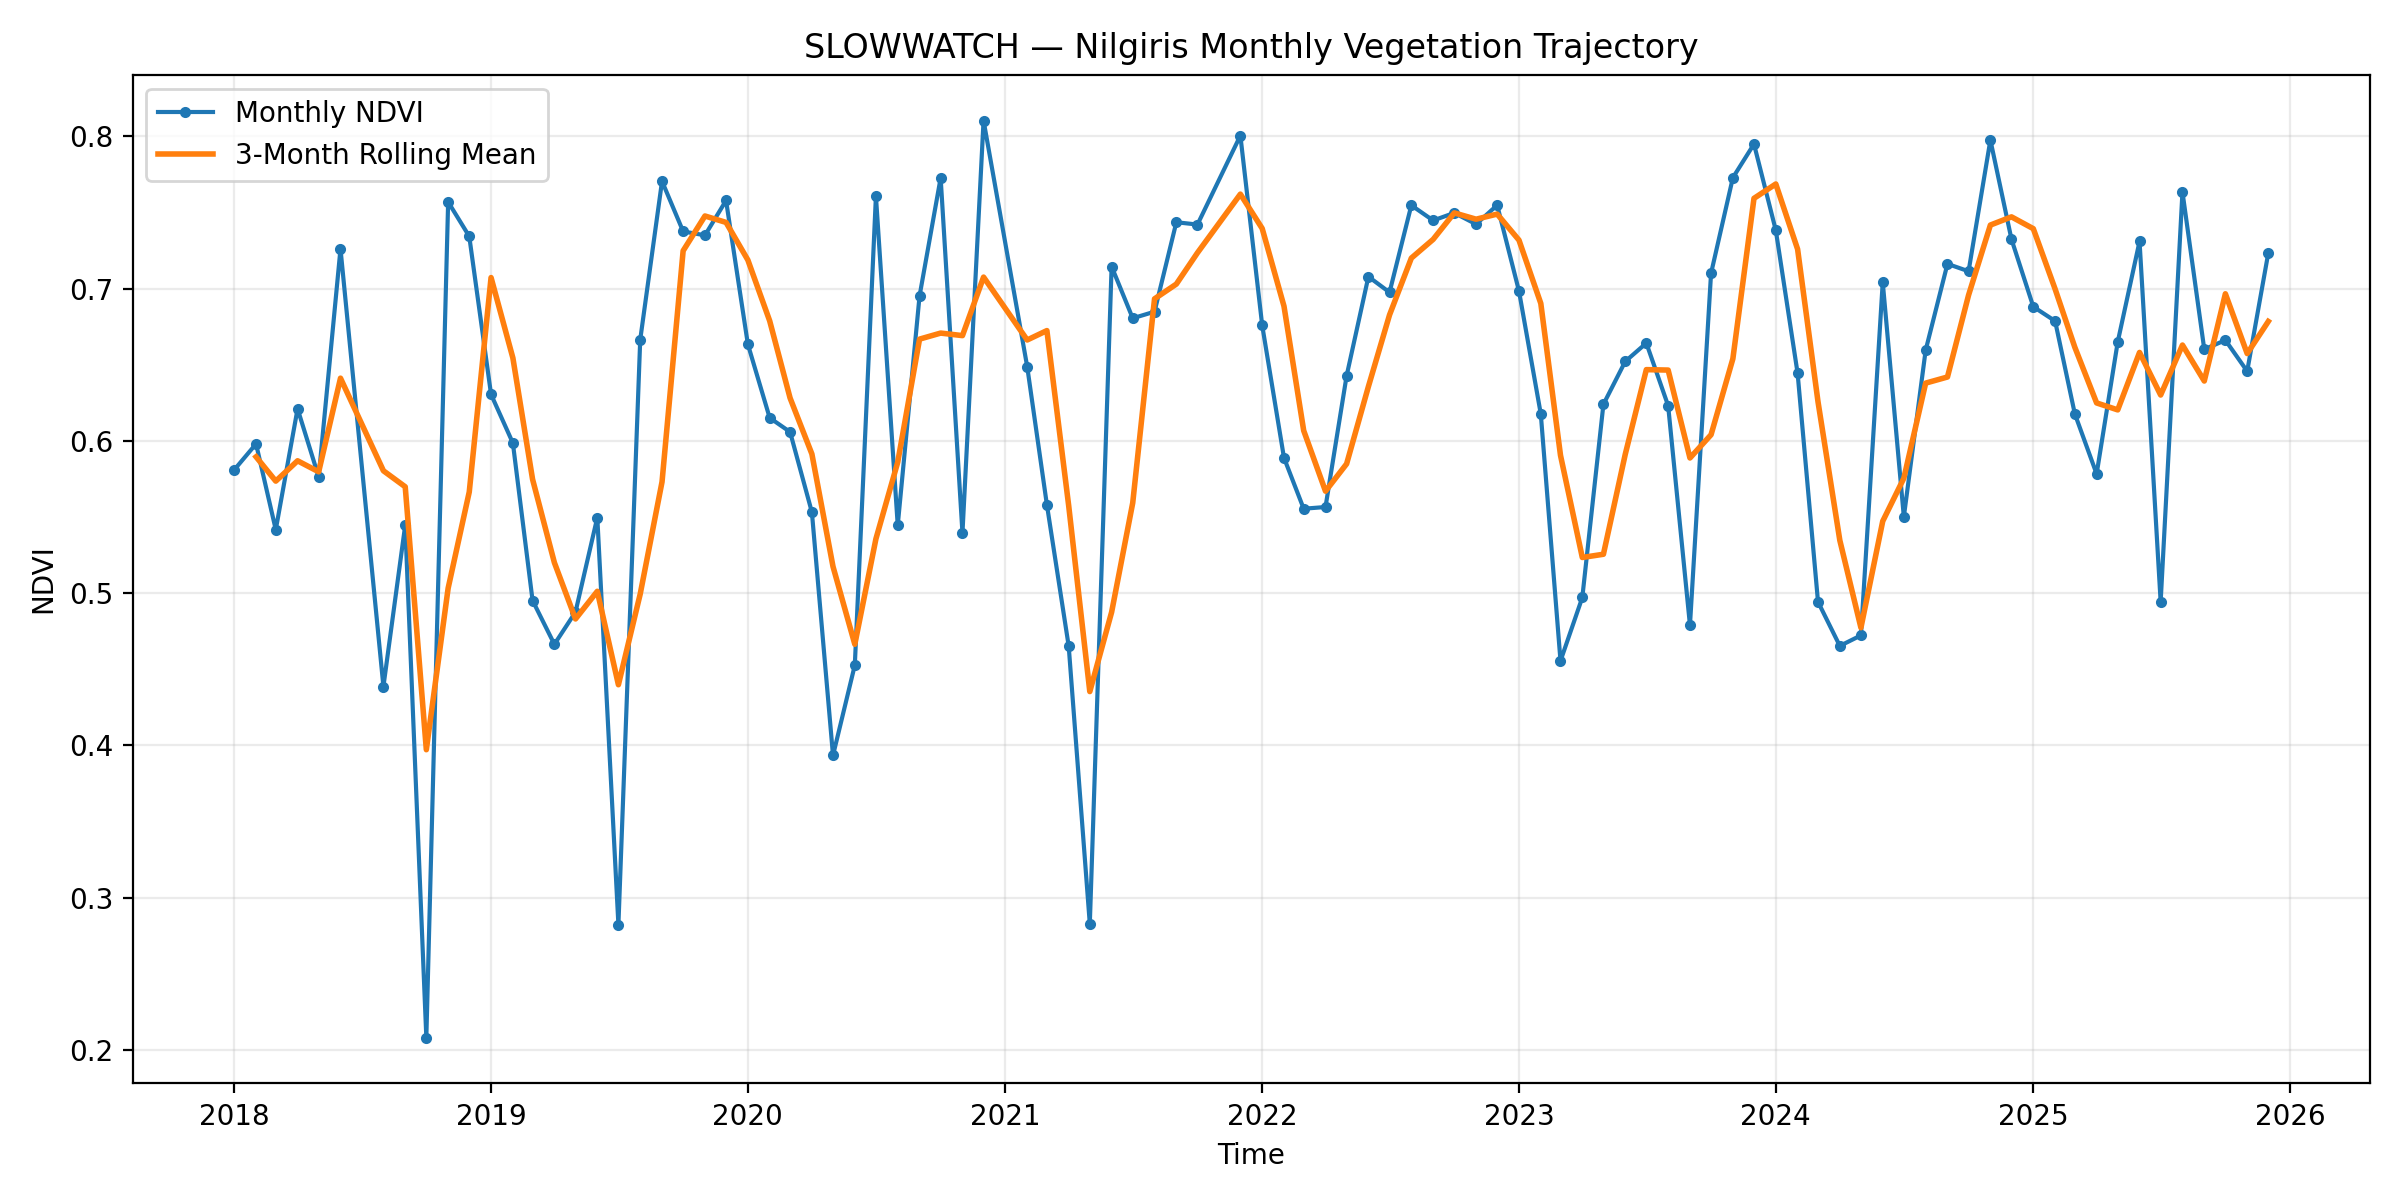 SLOWWATCH — Nilgiris Monthly Vegetation Trajectory
Monthly NDVI
3-Month Rolling Mean
NDVI
0.8
0.7
0.6
0.5
0.4
0.3
0.2
2018 2019 2020 2021 2022 2023 2024 2025 2026
Time